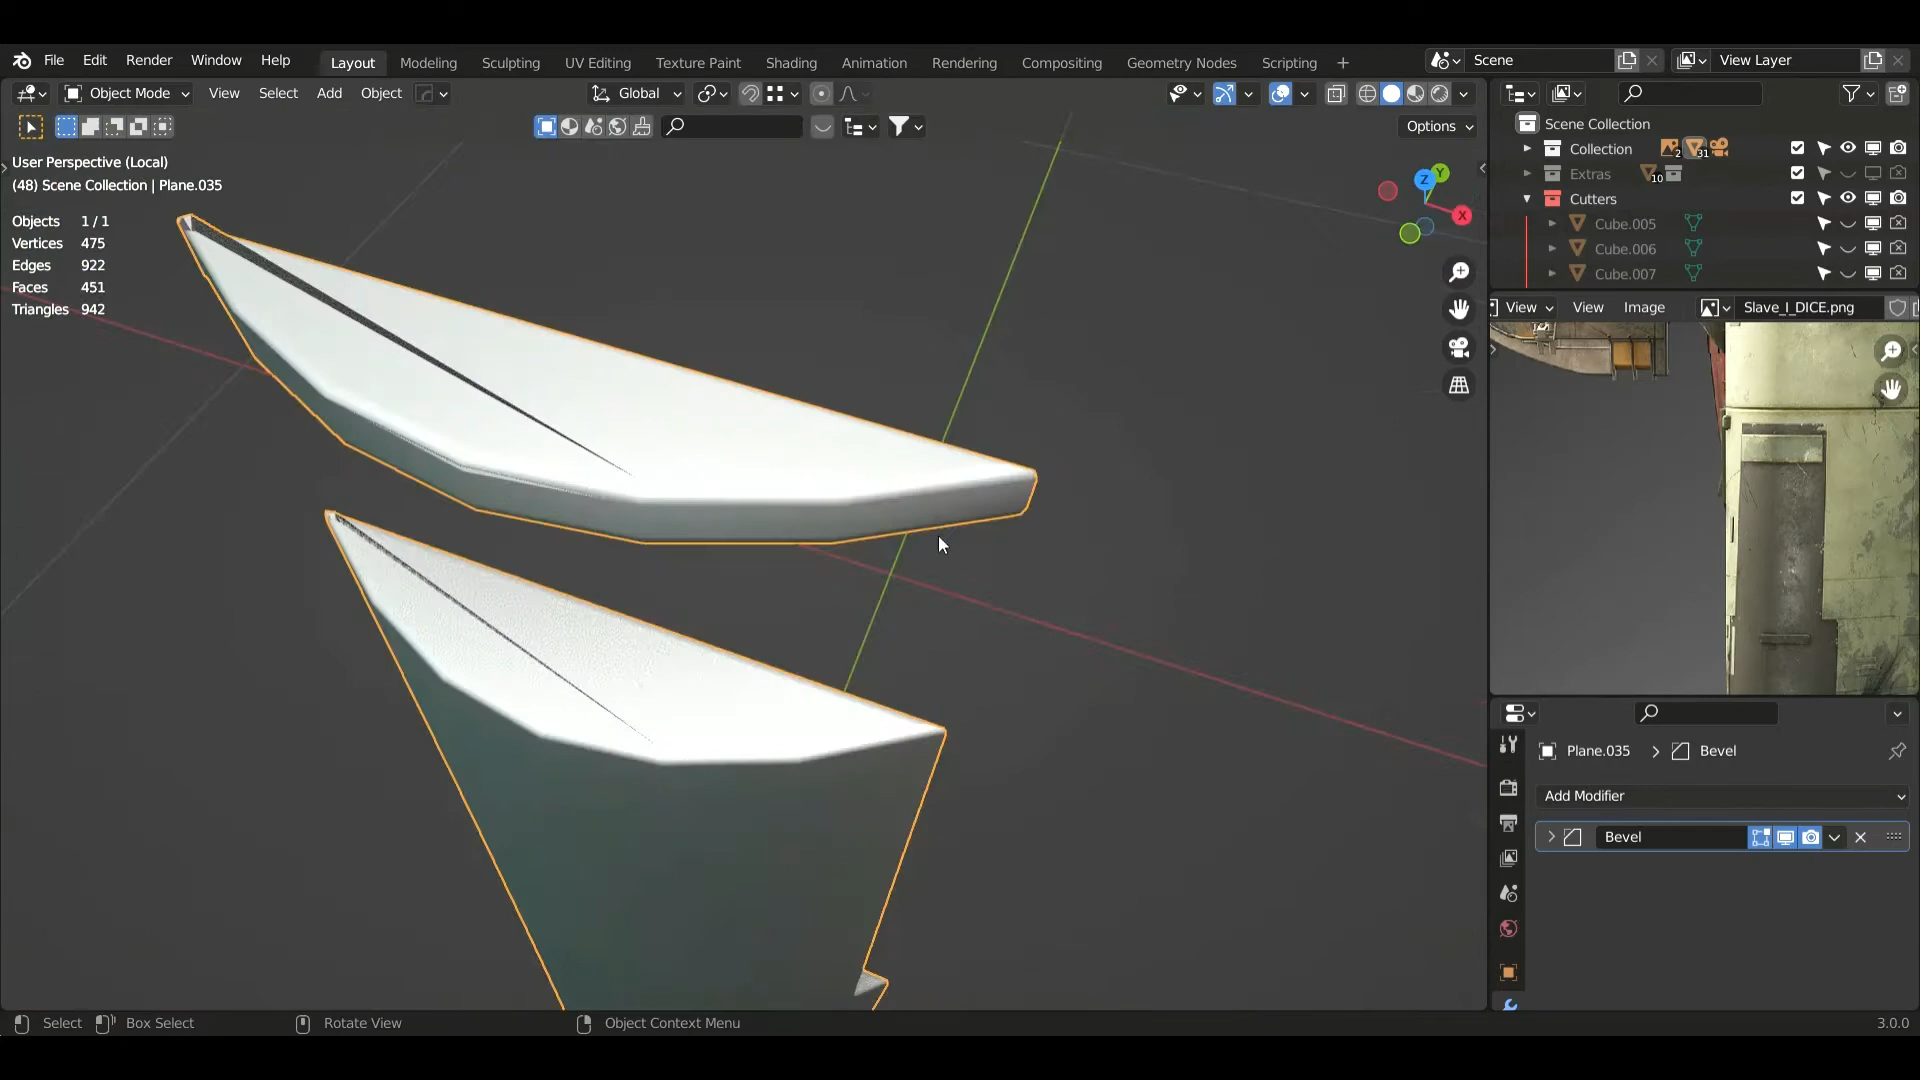 File Edit Render Window Help Layout Modeling Sculpting UV Editing Texture Paint Shading Animation Rendering Compositing Geometry Nodes Scripting + Scene View Layer
Object Mode View Select Add Object Global
Options
User Perspective (Local)
(48) Scene Collection | Plane.035
Objects 1 / 1
Vertices 475
Edges 922
Faces 451
Triangles 942
Z Y X
Scene Collection
Collection 2 31
Extras 10
Cutters
Cube.005
Cube.006
Cube.007
View View Image Slave_I_DICE.png
Plane.035 > Bevel
Add Modifier
Bevel
Select Box Select Rotate View Object Context Menu 3.0.0